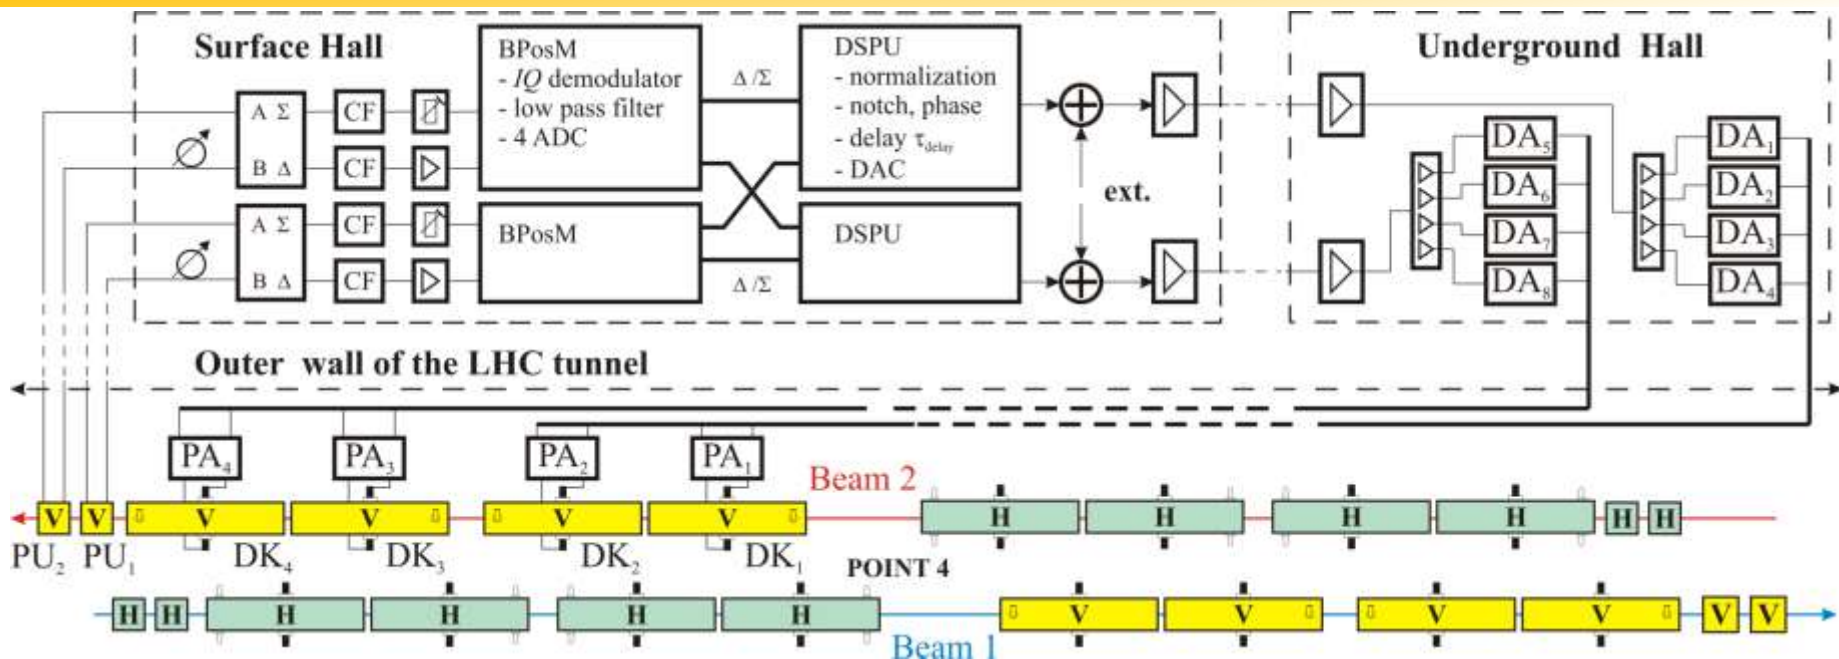 Surface Hall
BPosM
- IQ demodulator
- low pass filter
- 4 ADC
Δ/Σ
DSPU
- normalization
- notch, phase
- delay τdelay
- DAC
Underground Hall
A Σ
B Δ
CF
CF
A Σ
B Δ
CF
CF
BPosM
Δ/Σ
DSPU
ext.
DA5
DA6
DA7
DA8
DA1
DA2
DA3
DA4
Outer wall of the LHC tunnel
PA4
PA3
PA2
PA1
Beam 2
V V V V V V H H H H H H
PU2 PU1 DK4 DK3 DK2 DK1
POINT 4
H H H H H H V V V V V V
Beam 1